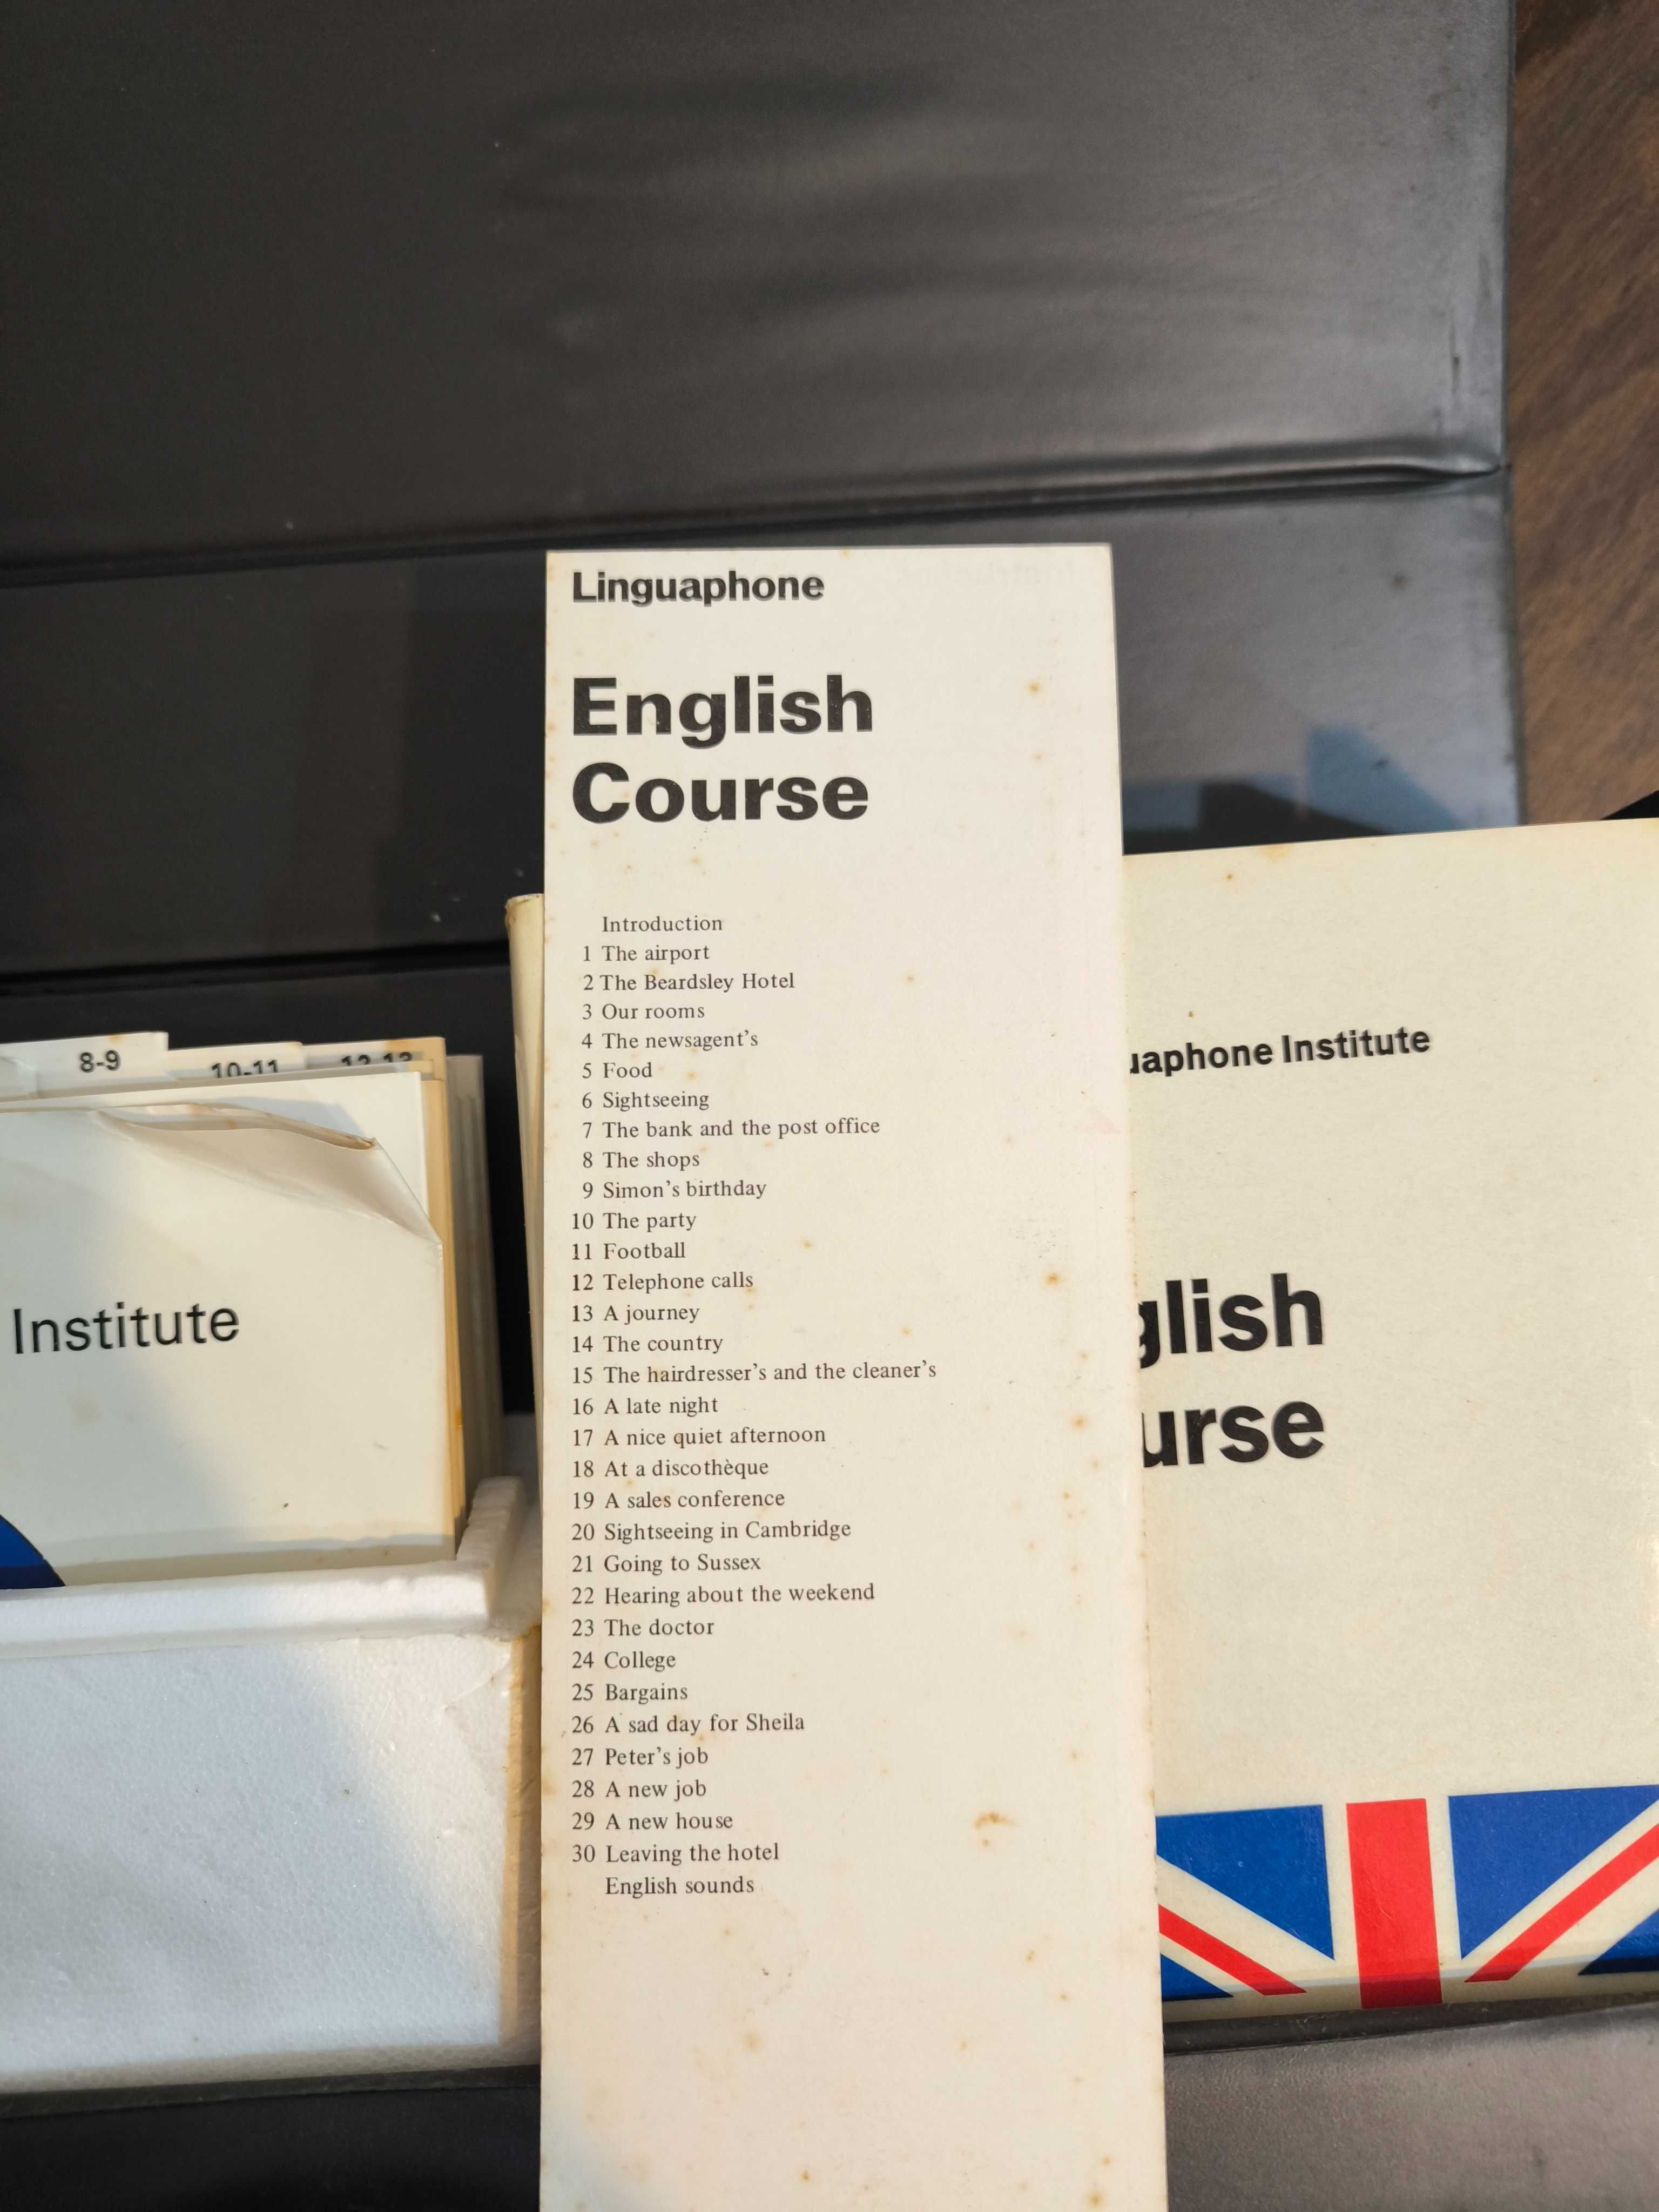 Linguaphone
English
Course
Introduction
1 The airport
2 The Beardsley Hotel
3 Our rooms
4 The newsagent's
5 Food
6 Sightseeing
7 The bank and the post office
8 The shops
9 Simon's birthday
10 The party
11 Football
12 Telephone calls
13 A journey
14 The country
15 The hairdresser's and the cleaner's
16 A late night
17 A nice quiet afternoon
18 At a discothèque
19 A sales conference
20 Sightseeing in Cambridge
21 Going to Sussex
22 Hearing about the weekend
23 The doctor
24 College
25 Bargains
26 A sad day for Sheila
27 Peter's job
28 A new job
29 A new house
30 Leaving the hotel
English sounds
8-9
10-11
12-13
Institute
uaphone Institute
glish
urse